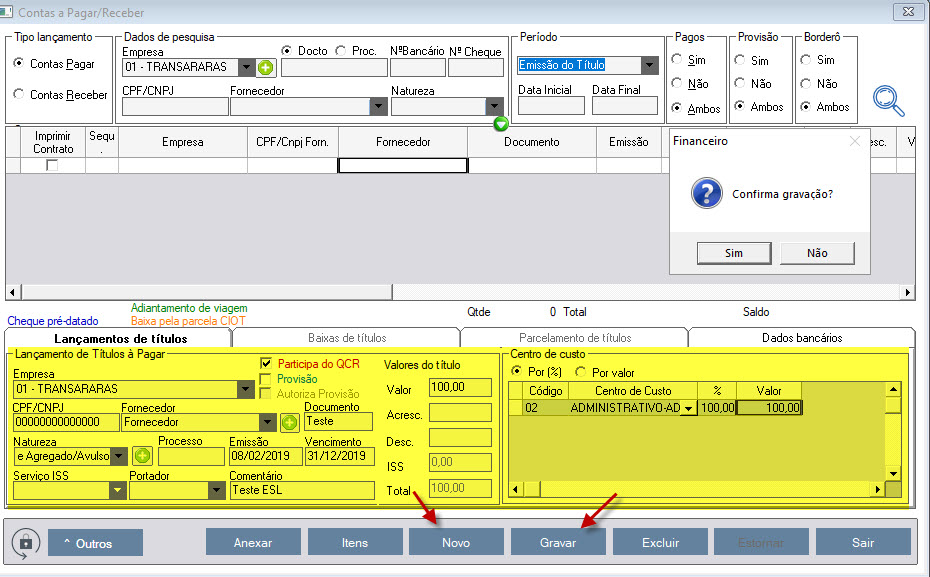 Contas a Pagar/Receber
Tipo lançamento
Contas Pagar
Contas Receber
Dados de pesquisa
Empresa
Docto
Proc.
NºBancário
Nº Cheque
01 - TRANSARARAS
CPF/CNPJ
Fornecedor
Natureza
Período
Emissão do Título
Data Inicial
Data Final
Pagos
Sim
Não
Ambos
Provisão
Sim
Não
Ambos
Borderô
Sim
Não
Ambos
Imprimir
Contrato
Sequ
.
Empresa
CPF/Cnpj Forn.
Fornecedor
Documento
Emissão
esc.
V
Financeiro
Confirma gravação?
Sim
Não
Cheque pré-datado
Adiantamento de viagem
Baixa pela parcela CIOT
Qtde
0
Total
Saldo
Lançamentos de títulos
Baixas de títulos
Parcelamento de títulos
Dados bancários
Lançamento de Títulos à Pagar
Participa do QCR
Provisão
Autoriza Provisão
Empresa
01 - TRANSARARAS
CPF/CNPJ
Fornecedor
Documento
00000000000000
Fornecedor
Teste
Natureza
Processo
Emissão
Vencimento
e Agregado/Avulso
08/02/2019
31/12/2019
Serviço ISS
Portador
Comentário
Teste ESL
Valores do título
Valor
100,00
Acresc.
Desc.
ISS
0,00
Total
100,00
Centro de custo
Por (%)
Por valor
Código
Centro de Custo
%
Valor
02
ADMINISTRATIVO-AD
100,00
100,00
^ Outros
Anexar
Itens
Novo
Gravar
Excluir
Estornar
Sair